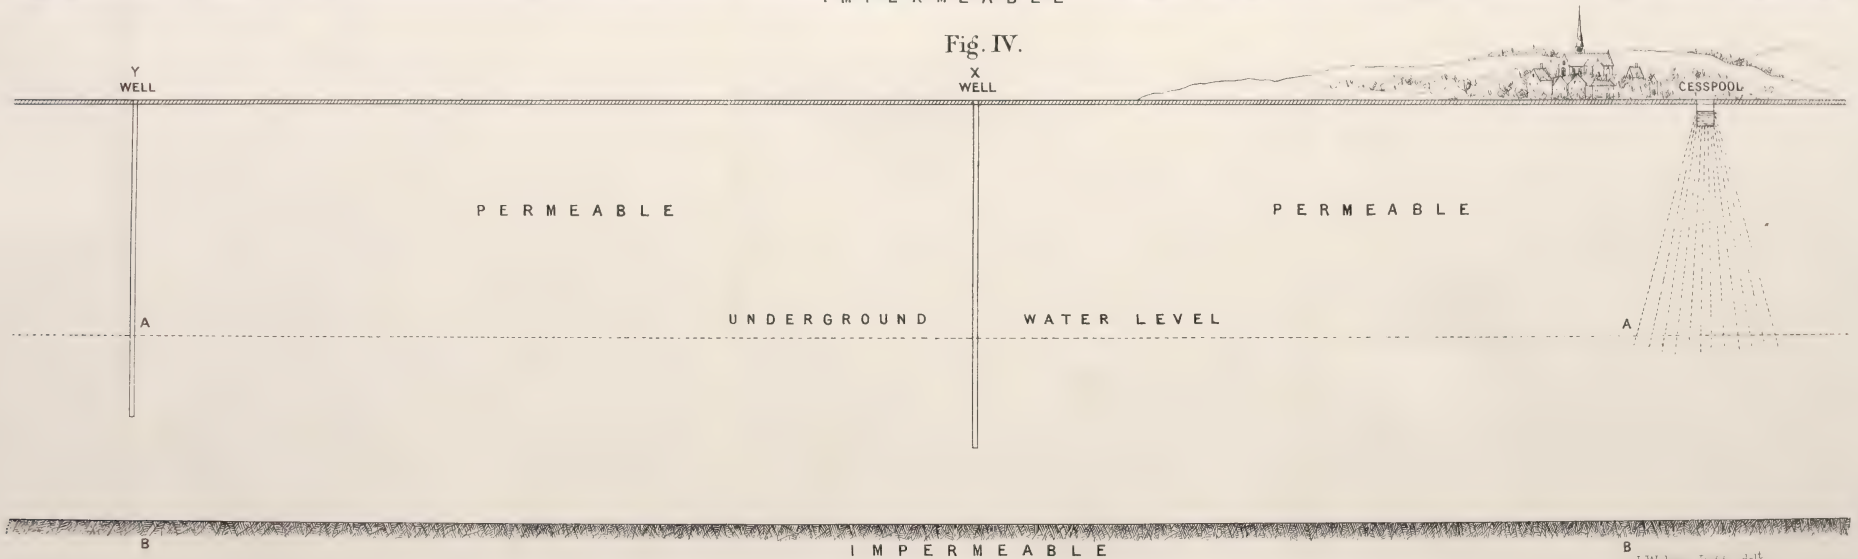 IMPERMEABLE
Fig. IV.
Y
WELL
X
WELL
CESSPOOL
PERMEABLE
PERMEABLE
UNDERGROUND WATER LEVEL
A
A
B
B
IMPERMEABLE